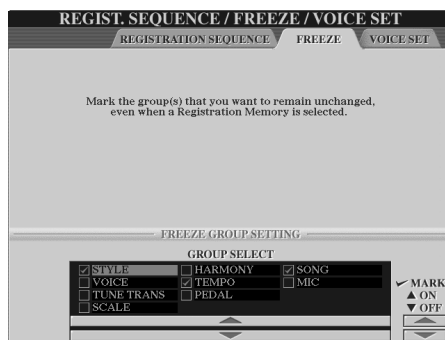 REGIST. SEQUENCE / FREEZE / VOICE SET
REGISTRATION SEQUENCE FREEZE VOICE SET
Mark the group(s) that you want to remain unchanged,
even when a Registration Memory is selected.
FREEZE GROUP SETTING
GROUP SELECT
STYLE HARMONY SONG
VOICE TEMPO MIC
TUNE TRANS PEDAL
SCALE
MARK
ON
OFF